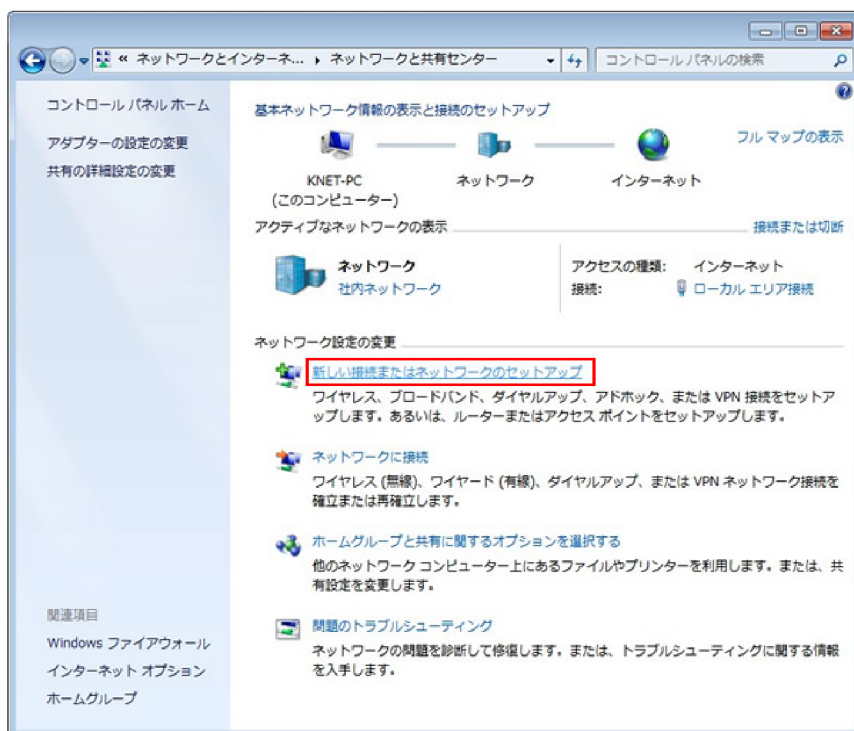 « ネットワークとインターネ... ▸ ネットワークと共有センター
コントロール パネルの検索
コントロール パネル ホーム
アダプターの設定の変更
共有の詳細設定の変更
基本ネットワーク情報の表示と接続のセットアップ
フル マップの表示
KNET-PC
(このコンピューター)
ネットワーク
インターネット
アクティブなネットワークの表示
接続または切断
ネットワーク
社内ネットワーク
アクセスの種類: インターネット
接続: ローカル エリア接続
ネットワーク設定の変更
新しい接続またはネットワークのセットアップ
ワイヤレス、ブロードバンド、ダイヤルアップ、アドホック、または VPN 接続をセットア
ップします。あるいは、ルーターまたはアクセス ポイントをセットアップします。
ネットワークに接続
ワイヤレス (無線)、ワイヤード (有線)、ダイヤルアップ、または VPN ネットワーク接続を
確立または再確立します。
ホームグループと共有に関するオプションを選択する
他のネットワーク コンピューター上にあるファイルやプリンターを利用します。または、共
有設定を変更します。
問題のトラブルシューティング
ネットワークの問題を診断して修復します。または、トラブルシューティングに関する情報
を入手します。
関連項目
Windows ファイアウォール
インターネット オプション
ホームグループ